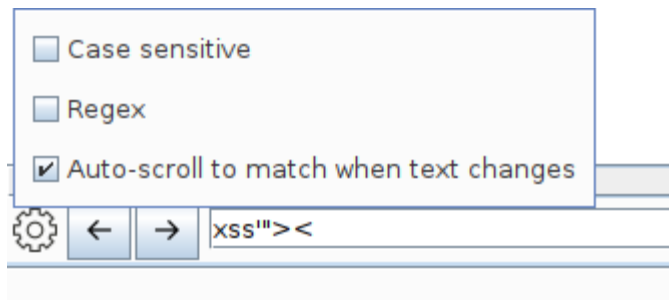 Case sensitive
Regex
Auto-scroll to match when text changes
xss'"><